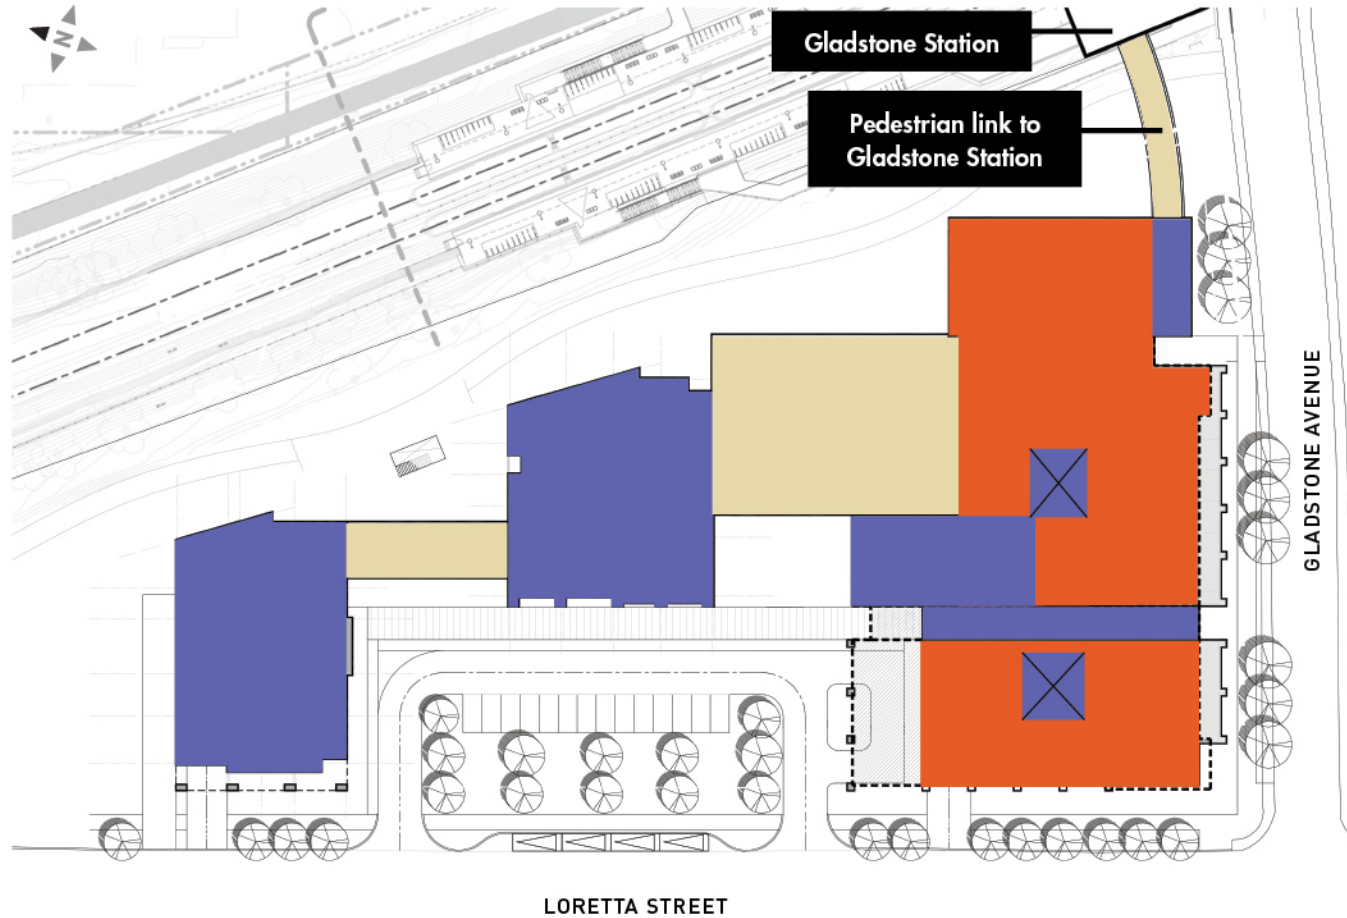 N
Gladstone Station
Pedestrian link to
Gladstone Station
GLADSTONE AVENUE
LORETTA STREET